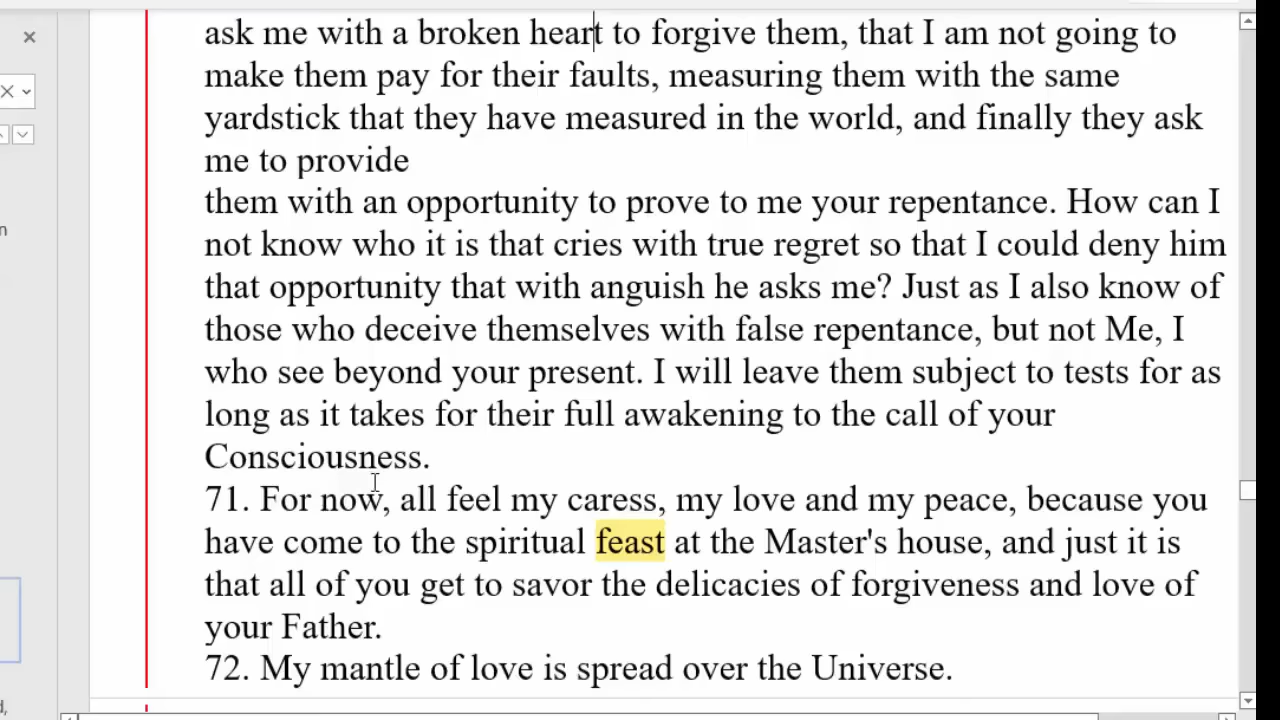 ask me with a broken heart to forgive them, that I am not going to
make them pay for their faults, measuring them with the same
yardstick that they have measured in the world, and finally they ask
me to provide
them with an opportunity to prove to me your repentance. How can I
not know who it is that cries with true regret so that I could deny him
that opportunity that with anguish he asks me? Just as I also know of
those who deceive themselves with false repentance, but not Me, I
who see beyond your present. I will leave them subject to tests for as
long as it takes for their full awakening to the call of your
Consciousness.
71. For now, all feel my caress, my love and my peace, because you
have come to the spiritual feast at the Master's house, and just it is
that all of you get to savor the delicacies of forgiveness and love of
your Father.
72. My mantle of love is spread over the Universe.